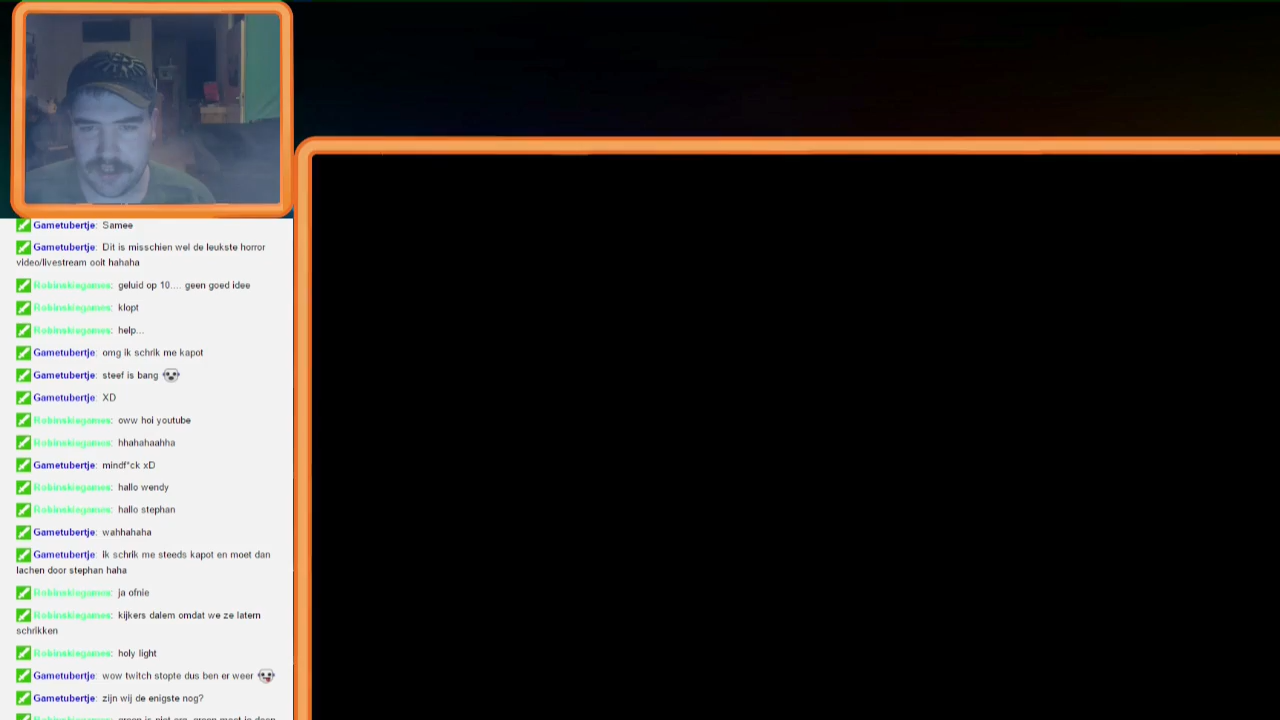 Gametubertje: Samee
Gametubertje: Dit is misschien wel de leukste horror
video/livestream ooit hahaha
Robinskiegames: geluid op 10.... geen goed idee
Robinskiegames: klopt
Robinskiegames: help...
Gametubertje: omg ik schrik me kapot
Gametubertje: steef is bang
Gametubertje: XD
Robinskiegames: oww hoi youtube
Robinskiegames: hhahahaahha
Gametubertje: mindf*ck xD
Robinskiegames: hallo wendy
Robinskiegames: hallo stephan
Gametubertje: wahhahaha
Gametubertje: Ik schrik me steeds kapot en moet dan
lachen door stephan haha
Robinskiegames: ja ofnie
Robinskiegames: kijkers dalem omdat we ze latern
schrikken
Robinskiegames: holy light
Gametubertje: wow twitch stopte dus ben er weer
Gametubertje: zijn wij de enigste nog?